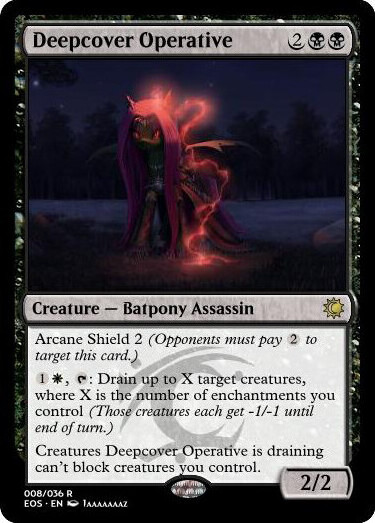 Deepcover Operative 2
Creature — Batpony Assassin
Arcane Shield 2 (Opponents must pay 2 to
target this card.)
1, : Drain up to X target creatures,
where X is the number of enchantments you
control (Those creatures each get -1/-1 until
end of turn.)
Creatures Deepcover Operative is draining
can't block creatures you control.
2/2
008/036 R
EOS • EN 1aaaaaaz